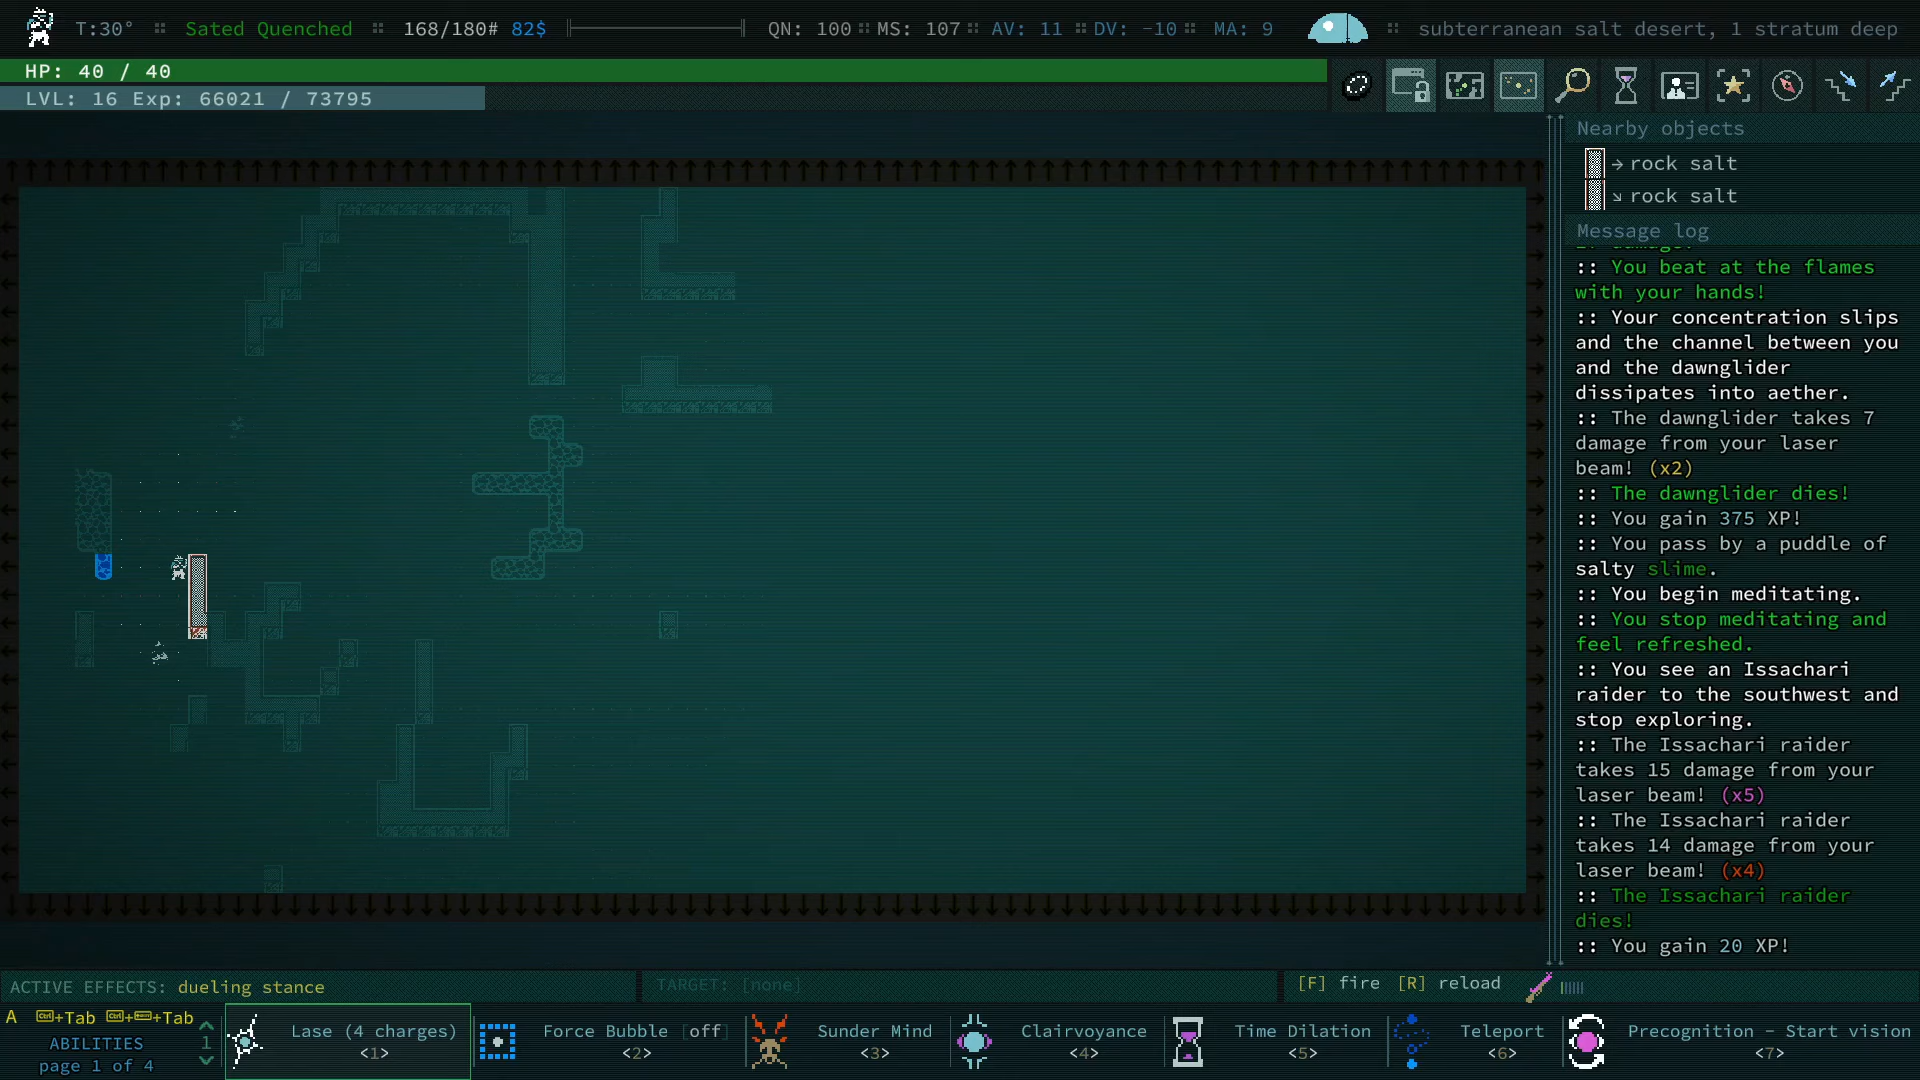 T:30° Sated Quenched 168/180# 82$ QN: 100 MS: 107 AV: 11 DV: -10 MA: 9 subterranean salt desert, 1 stratum deep
HP: 40 / 40
LVL: 16 Exp: 66021 / 73795
Nearby objects
rock salt
rock salt
Message log
:: You beat at the flames
with your hands!
:: Your concentration slips
and the channel between you
and the dawnglider
dissipates into aether.
:: The dawnglider takes 7
damage from your laser
beam! (x2)
:: The dawnglider dies!
:: You gain 375 XP!
:: You pass by a puddle of
salty slime.
:: You begin meditating.
:: You stop meditating and
feel refreshed.
:: You see an Issachari
raider to the southwest and
stop exploring.
:: The Issachari raider
takes 15 damage from your
laser beam! (x5)
:: The Issachari raider
takes 14 damage from your
laser beam! (x4)
:: The Issachari raider
dies!
:: You gain 20 XP!
ACTIVE EFFECTS: dueling stance
TARGET: [none]
[F] fire [R] reload
A Ctrl+Tab Ctrl+ +Tab
ABILITIES 1
page 1 of 4
Lase (4 charges)
<1>
Force Bubble [off]
<2>
Sunder Mind
<3>
Clairvoyance
<4>
Time Dilation
<5>
Teleport
<6>
Precognition - Start vision
<7>